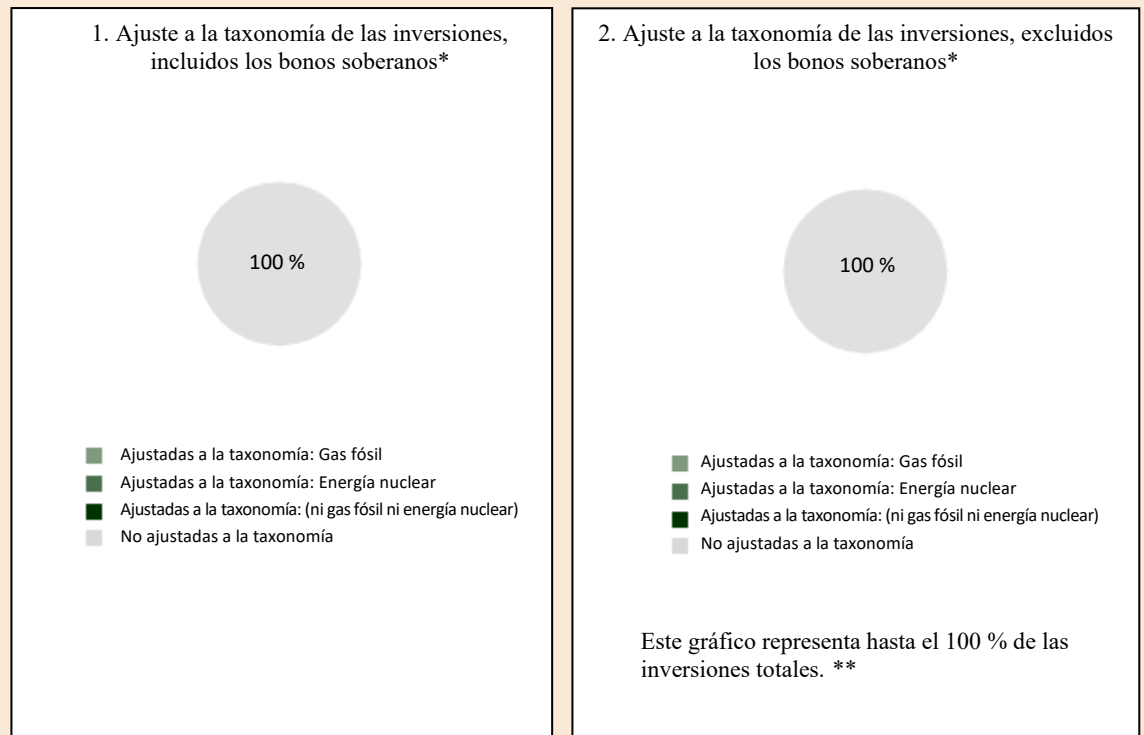 1. Ajuste a la taxonomía de las inversiones,
incluidos los bonos soberanos*
100 %
Ajustadas a la taxonomía: Gas fósil
Ajustadas a la taxonomía: Energía nuclear
Ajustadas a la taxonomía: (ni gas fósil ni energía nuclear)
No ajustadas a la taxonomía
2. Ajuste a la taxonomía de las inversiones, excluidos
los bonos soberanos*
100 %
Ajustadas a la taxonomía: Gas fósil
Ajustadas a la taxonomía: Energía nuclear
Ajustadas a la taxonomía: (ni gas fósil ni energía nuclear)
No ajustadas a la taxonomía
Este gráfico representa hasta el 100 % de las
inversiones totales. **